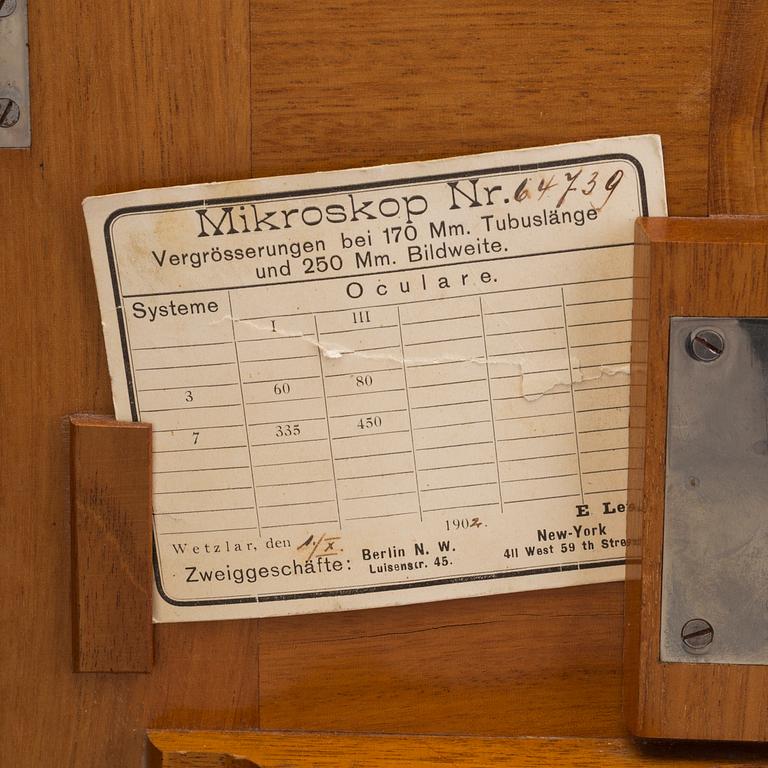 Mikroskop Nr. 64739
Vergrösserungen bei 170 Mm. Tubuslänge
und 250 Mm. Bildweite.
Systeme
Oculare.
I III
3 60 80
7 335 450
Wetzlar, den 1/X. 1902.
E. Le
Zweiggeschäfte: Berlin N. W.
Luisenstr. 45.
New-York
411 West 59 th Stre